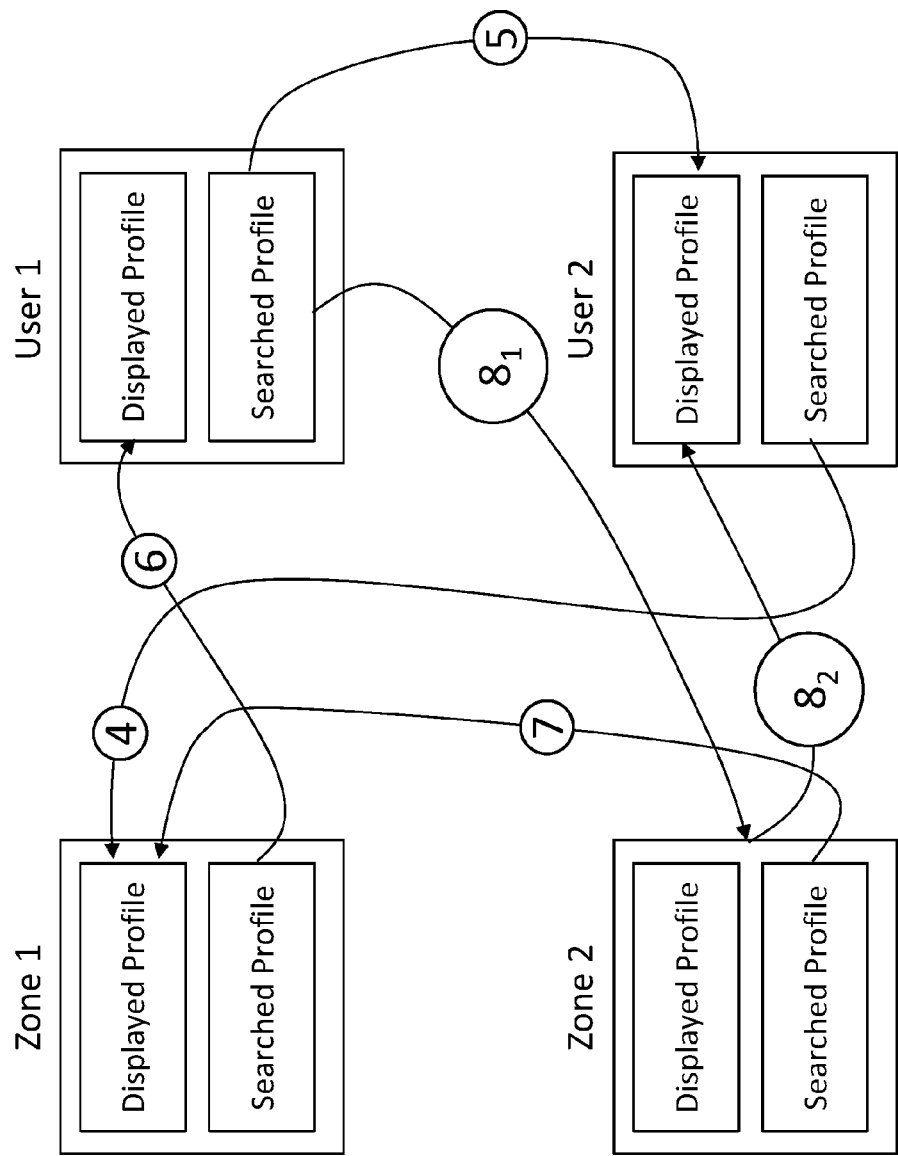 Zone 1
Displayed Profile
Searched Profile
4
6
User 1
Displayed Profile
Searched Profile
5
7
8₁
Zone 2
Displayed Profile
Searched Profile
8₂
User 2
Displayed Profile
Searched Profile